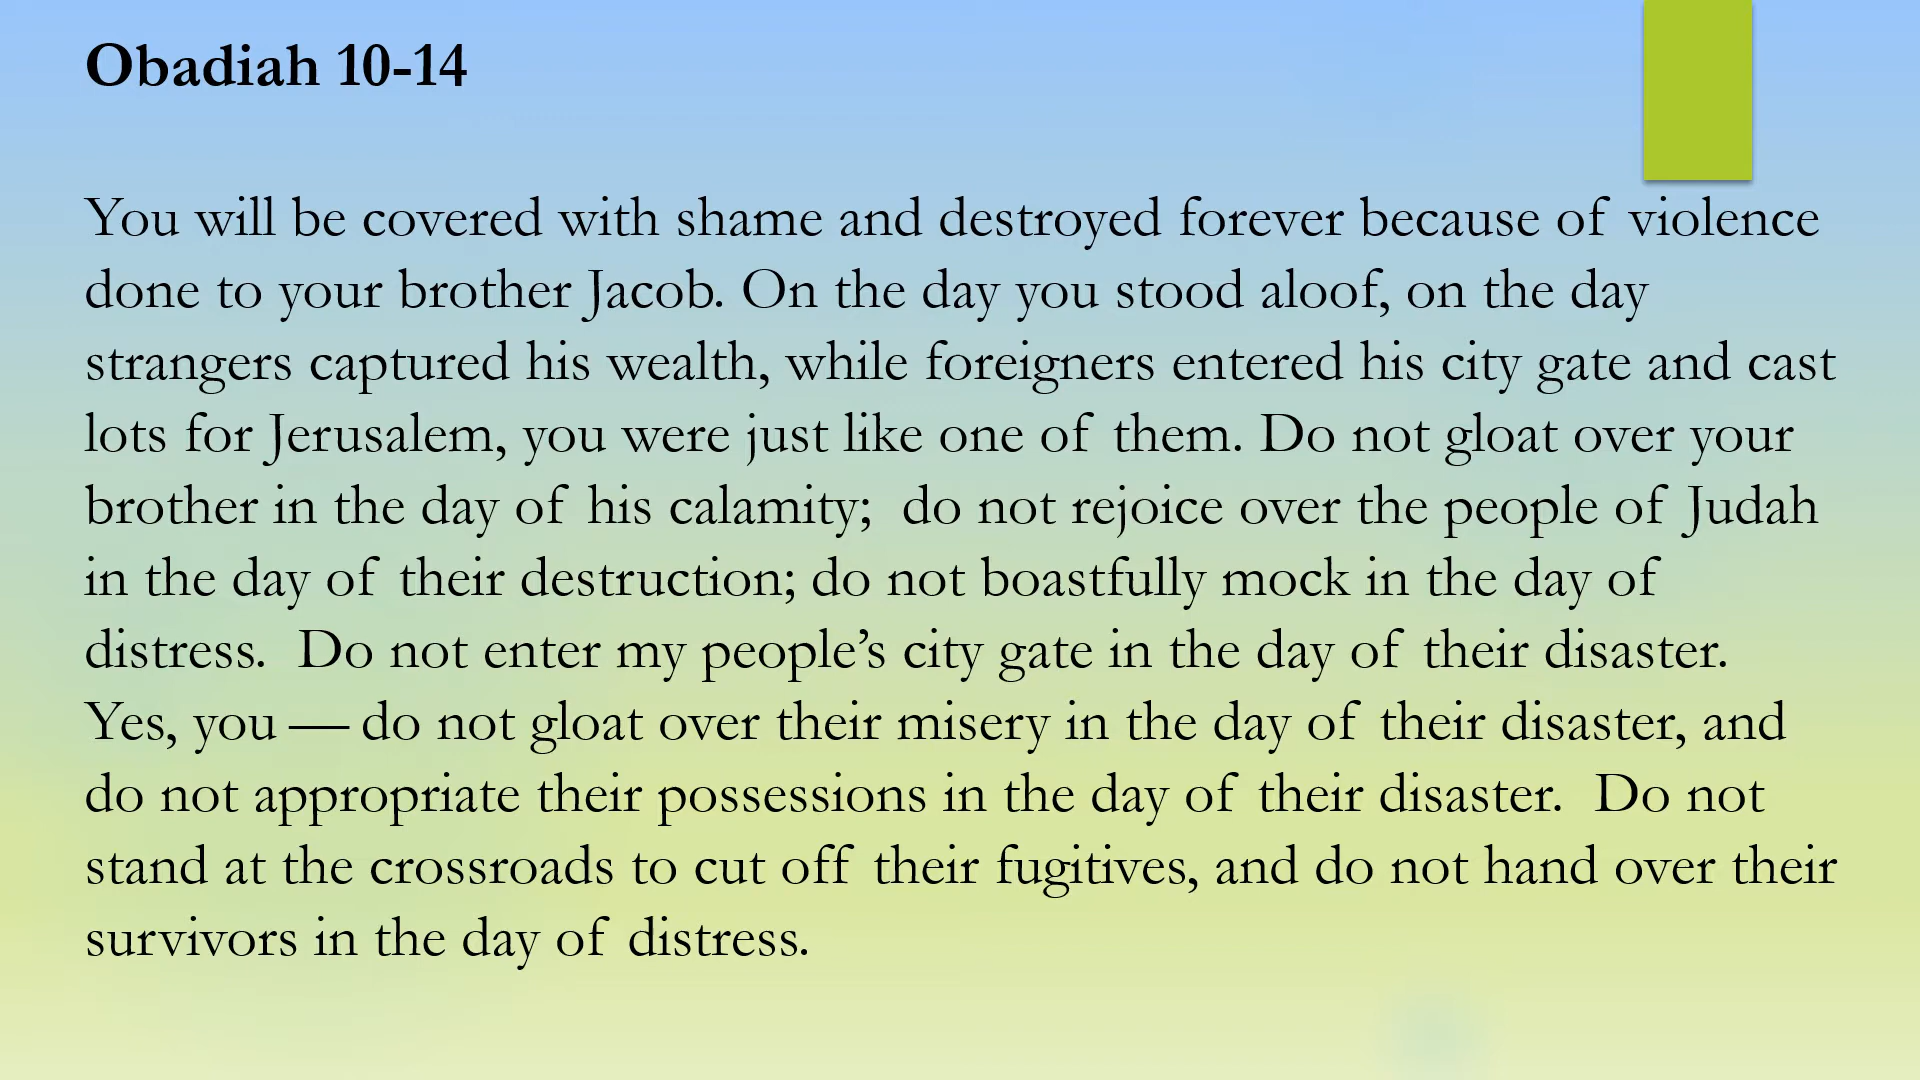 Obadiah 10-14
You will be covered with shame and destroyed forever because of violence
done to your brother Jacob. On the day you stood aloof, on the day
strangers captured his wealth, while foreigners entered his city gate and cast
lots for Jerusalem, you were just like one of them. Do not gloat over your
brother in the day of his calamity;  do not rejoice over the people of Judah
in the day of their destruction; do not boastfully mock in the day of
distress.  Do not enter my people’s city gate in the day of their disaster.
Yes, you — do not gloat over their misery in the day of their disaster, and
do not appropriate their possessions in the day of their disaster.  Do not
stand at the crossroads to cut off their fugitives, and do not hand over their
survivors in the day of distress.